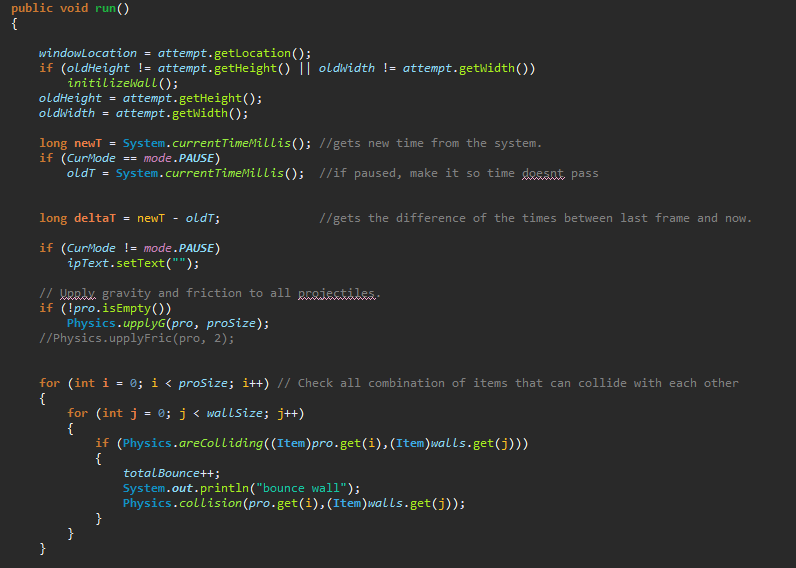 public void run()
{
windowLocation = attempt.getLocation();
if (oldHeight != attempt.getHeight() || oldWidth != attempt.getWidth())
initilizeWall();
oldHeight = attempt.getHeight();
oldWidth = attempt.getWidth();
long newT = System.currentTimeMillis(); //gets new time from the system.
if (CurMode == mode.PAUSE)
oldT = System.currentTimeMillis();  //if paused, make it so time doesnt pass
long deltaT = newT - oldT;              //gets the difference of the times between last frame and now.
if (CurMode != mode.PAUSE)
ipText.setText("");
// Upply gravity and friction to all projectiles.
if (!pro.isEmpty())
Physics.upplyG(pro, proSize);
//Physics.upplyFric(pro, 2);
for (int i = 0; i < proSize; i++) // Check all combination of items that can collide with each other
{
for (int j = 0; j < wallSize; j++)
{
if (Physics.areColliding((Item)pro.get(i),(Item)walls.get(j)))
{
totalBounce++;
System.out.println("bounce wall");
Physics.collision(pro.get(i),(Item)walls.get(j));
}
}
}